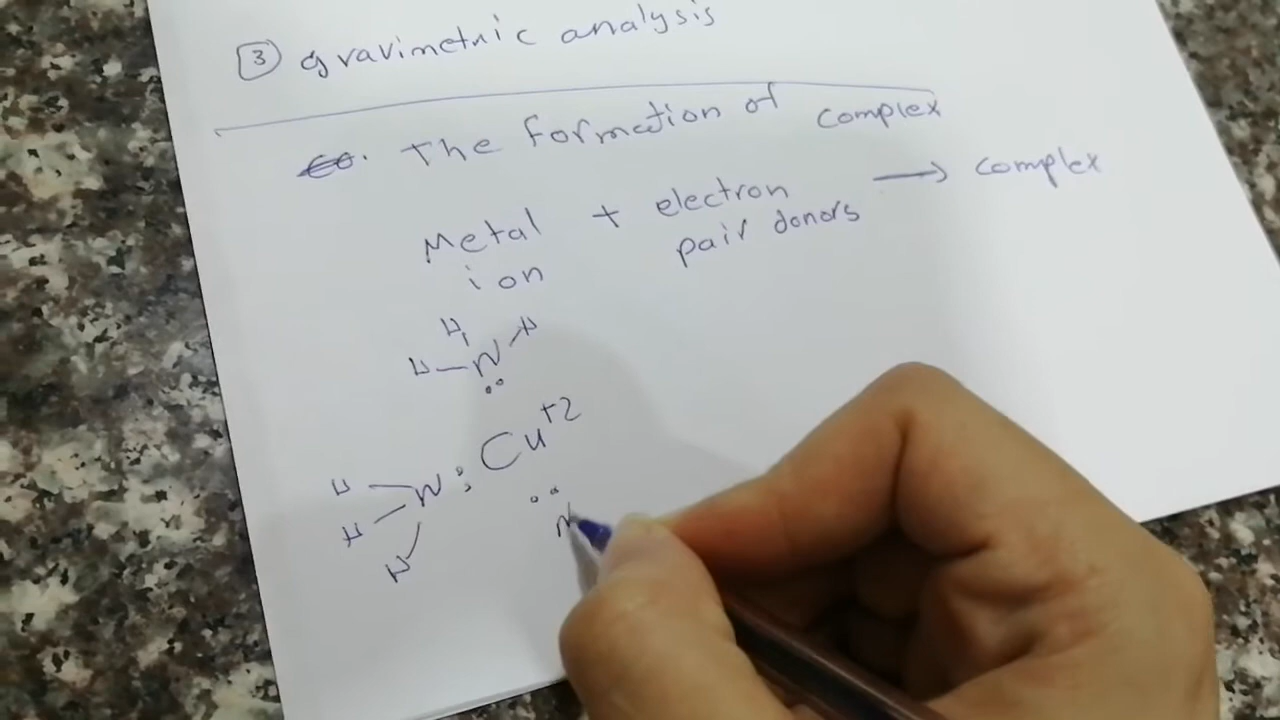 ③ gravimetric analysis
The formation of complex
Metal ion + electron pair donors → complex
H
H—N—H
Cu+2
H—N:
H
H
N